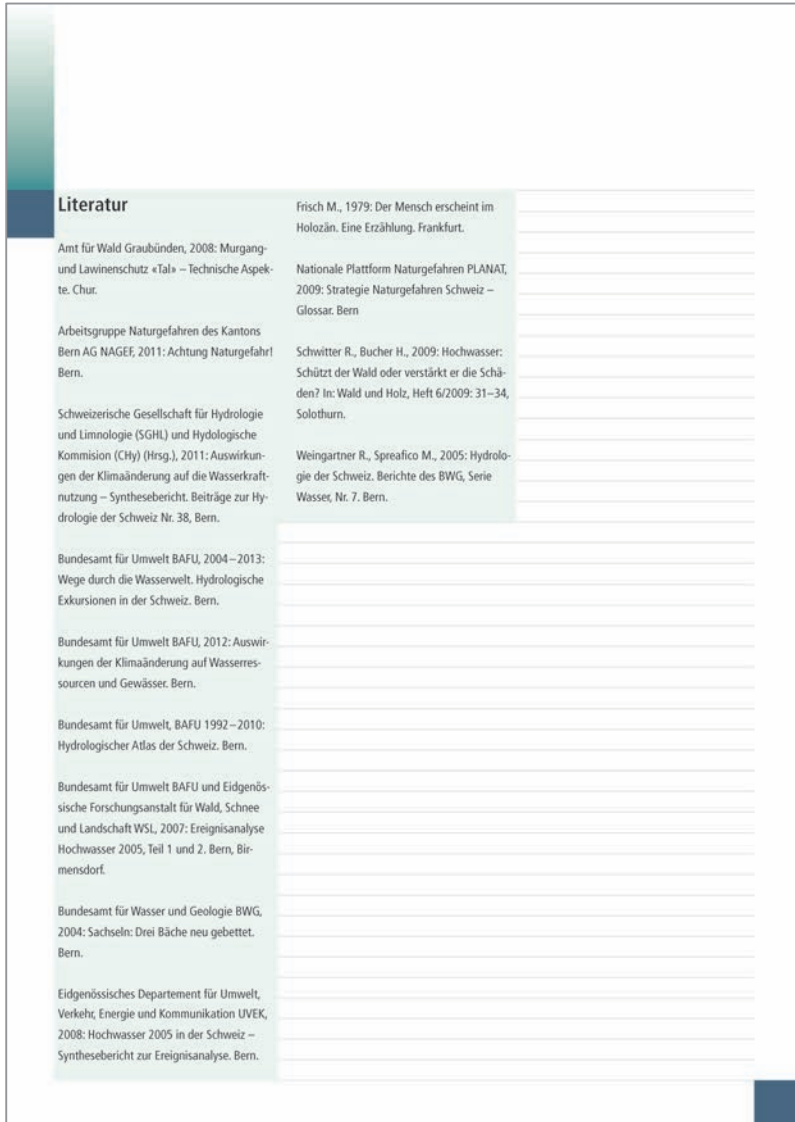 Literatur
Amt für Wald Graubünden, 2008: Murgang-
und Lawinenschutz «Tal» – Technische Aspek-
te. Chur.
Arbeitsgruppe Naturgefahren des Kantons
Bern AG NAGEF, 2011: Achtung Naturgefahr!
Bern.
Schweizerische Gesellschaft für Hydrologie
und Limnologie (SGHL) und Hydologische
Kommision (CHy) (Hrsg.), 2011: Auswirkun-
gen der Klimaänderung auf die Wasserkraft-
nutzung – Synthesebericht. Beiträge zur Hy-
drologie der Schweiz Nr. 38, Bern.
Bundesamt für Umwelt BAFU, 2004–2013:
Wege durch die Wasserwelt. Hydrologische
Exkursionen in der Schweiz. Bern.
Bundesamt für Umwelt BAFU, 2012: Auswir-
kungen der Klimaänderung auf Wasserres-
sourcen und Gewässer. Bern.
Bundesamt für Umwelt, BAFU 1992–2010:
Hydrologischer Atlas der Schweiz. Bern.
Bundesamt für Umwelt BAFU und Eidgenös-
sische Forschungsanstalt für Wald, Schnee
und Landschaft WSL, 2007: Ereignisanalyse
Hochwasser 2005, Teil 1 und 2. Bern, Bir-
mensdorf.
Bundesamt für Wasser und Geologie BWG,
2004: Sachseln: Drei Bäche neu gebettet.
Bern.
Eidgenössisches Departement für Umwelt,
Verkehr, Energie und Kommunikation UVEK,
2008: Hochwasser 2005 in der Schweiz –
Synthesebericht zur Ereignisanalyse. Bern.
Frisch M., 1979: Der Mensch erscheint im
Holozän. Eine Erzählung. Frankfurt.
Nationale Plattform Naturgefahren PLANAT,
2009: Strategie Naturgefahren Schweiz –
Glossar. Bern
Schwitter R., Bucher H., 2009: Hochwasser:
Schützt der Wald oder verstärkt er die Schä-
den? In: Wald und Holz, Heft 6/2009: 31–34,
Solothurn.
Weingartner R., Spreafico M., 2005: Hydrolo-
gie der Schweiz. Berichte des BWG, Serie
Wasser, Nr. 7. Bern.